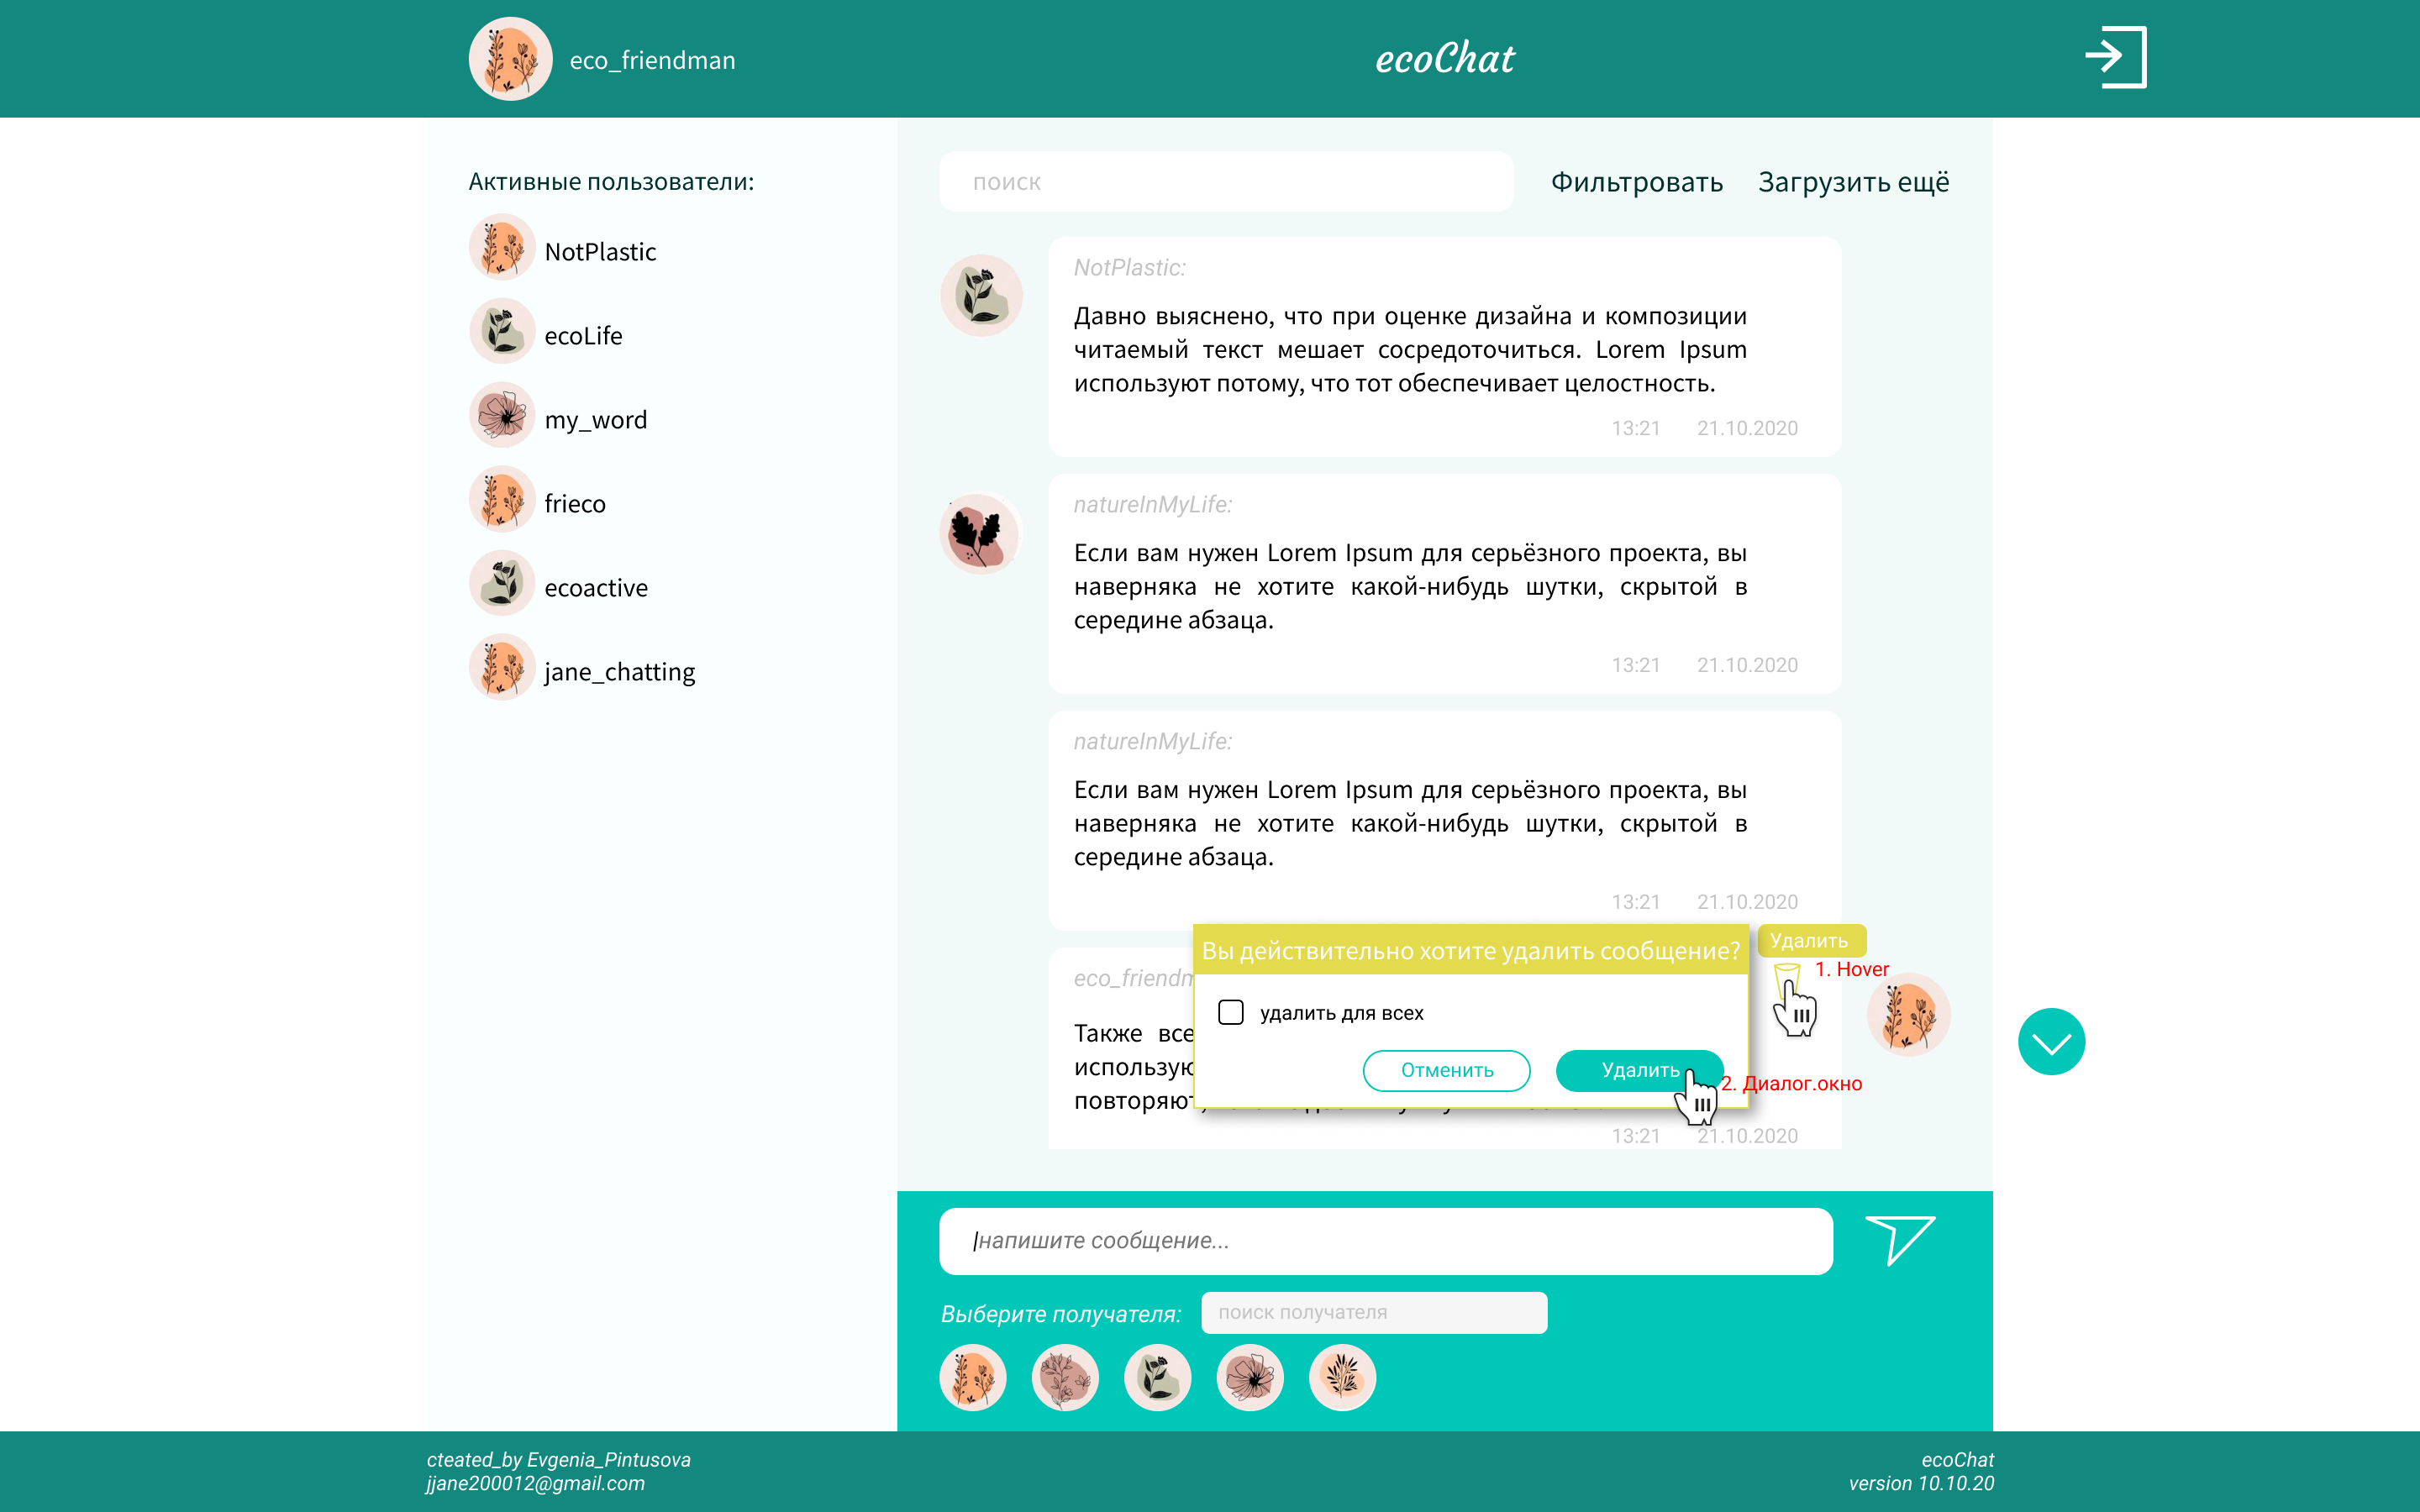 eco_friendman
ecoChat
Активные пользователи:
NotPlastic
ecoLife
my_word
frieco
ecoactive
jane_chatting
поиск
Фильтровать
Загрузить ещё
NotPlastic:
Давно выяснено, что при оценке дизайна и композиции
читаемый текст мешает сосредоточиться. Lorem Ipsum
используют потому, что тот обеспечивает целостность.
13:21 21.10.2020
natureInMyLife:
Если вам нужен Lorem Ipsum для серьёзного проекта, вы
наверняка не хотите какой-нибудь шутки, скрытой в
середине абзаца.
13:21 21.10.2020
natureInMyLife:
Если вам нужен Lorem Ipsum для серьёзного проекта, вы
наверняка не хотите какой-нибудь шутки, скрытой в
середине абзаца.
13:21 21.10.2020
Вы действительно хотите удалить сообщение?
удалить для всех
Отменить
Удалить
Удалить
1. Hover
2. Диалог.окно
eco_friendm
Также все
использую
повторяют,
13:21 21.10.2020
напишите сообщение...
Выберите получателя:
поиск получателя
cteated_by Evgenia_Pintusova
jjane200012@gmail.com
ecoChat
version 10.10.20